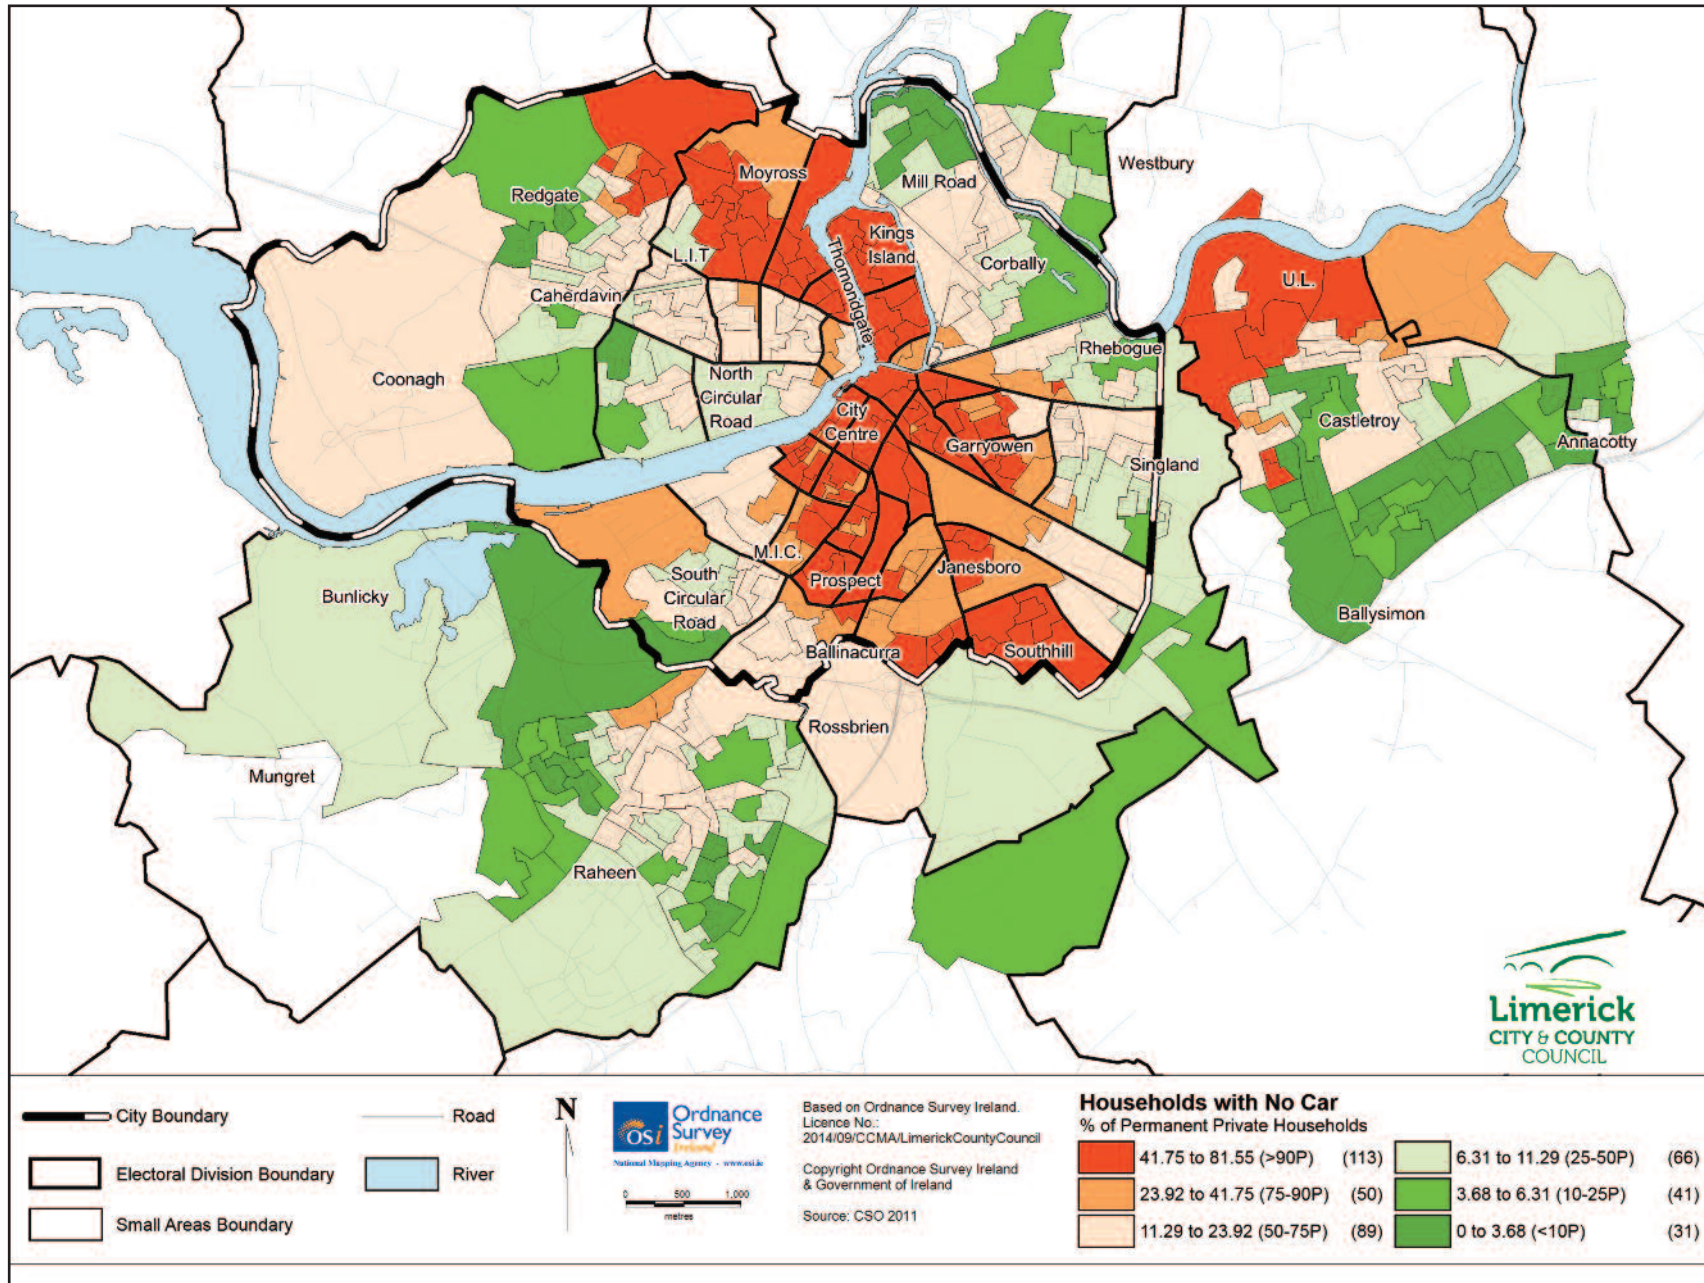 Westbury
Moyross
Mill Road
Redgate
Kings
Island
Thomondgate
L.I.T
Corbally
U.L.
Caherdavin
Rhebogue
Coonagh
North
Circular
Road
City
Centre
Castletroy
Garryowen
Annacotty
Singland
M.I.C.
Prospect
Janesboro
South
Circular
Road
Bunlicky
Ballysimon
Ballinacurra
Southhill
Rossbrien
Mungret
Raheen
Limerick
CITY & COUNTY
COUNCIL
City Boundary
Electoral Division Boundary
Small Areas Boundary
Road
River
N
osi
Ordnance
Survey
Ireland
National Mapping Agency - www.osi.ie
0 500 1,000
metres
Based on Ordnance Survey Ireland.
Licence No.:
2014/09/CCMA/LimerickCountyCouncil
Copyright Ordnance Survey Ireland
& Government of Ireland
Source: CSO 2011
Households with No Car
% of Permanent Private Households
41.75 to 81.55 (>90P) (113)
23.92 to 41.75 (75-90P) (50)
11.29 to 23.92 (50-75P) (89)
6.31 to 11.29 (25-50P) (66)
3.68 to 6.31 (10-25P) (41)
0 to 3.68 (<10P) (31)